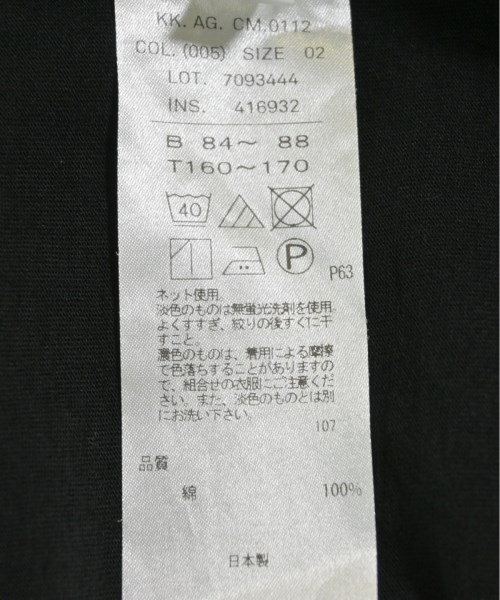 KK. AG. CM.0112
COL. (005) SIZE 02
LOT. 7093444
INS. 416932
B 84～ 88
T160～170
40
P
P63
ネット使用
淡色のものは無蛍光洗剤を使用。
よくすすぎ、絞りの後すぐに干
すこと。
濃色のものは、着用による摩擦
で色落ちすることがありますの
で、組合せの衣服にご注意くだ
さい。また、淡色のものとは別
にお洗い下さい。
107
品質
綿 100%
日本製